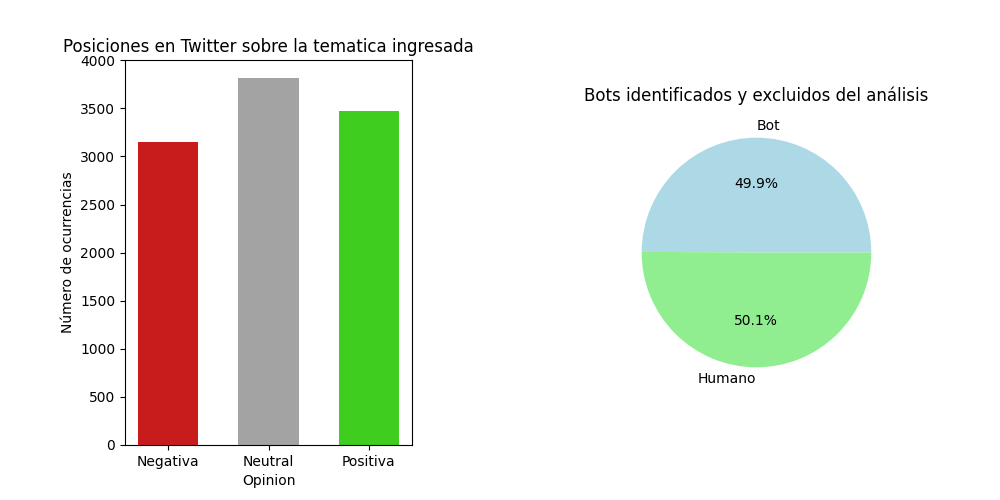 Posiciones en Twitter sobre la tematica ingresada
4000
3500
3000
2500
2000
1500
1000
500
0
Número de ocurrencias
Negativa
Neutral
Positiva
Opinion
Bots identificados y excluidos del análisis
Bot
49.9%
50.1%
Humano